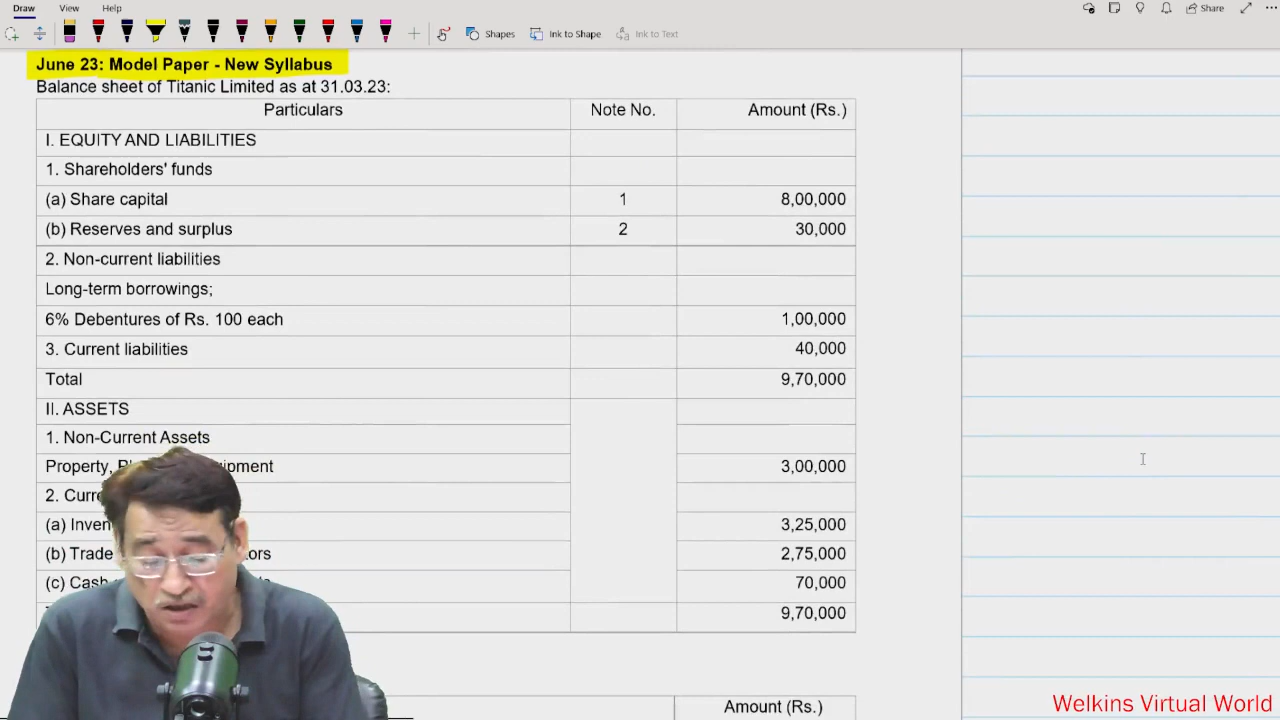 Draw View Help
Share
Shapes Ink to Shape Ink to Text
June 23: Model Paper - New Syllabus
Balance sheet of Titanic Limited as at 31.03.23:
Particulars Note No. Amount (Rs.)
I. EQUITY AND LIABILITIES
1. Shareholders' funds
(a) Share capital 1 8,00,000
(b) Reserves and surplus 2 30,000
2. Non-current liabilities
Long-term borrowings;
6% Debentures of Rs. 100 each 1,00,000
3. Current liabilities 40,000
Total 9,70,000
II. ASSETS
1. Non-Current Assets
Property, 3,00,000
2.
(a) 3,25,000
(b) Trade 2,75,000
(c) Cash 70,000
9,70,000
Amount (Rs.)
Welkins Virtual World